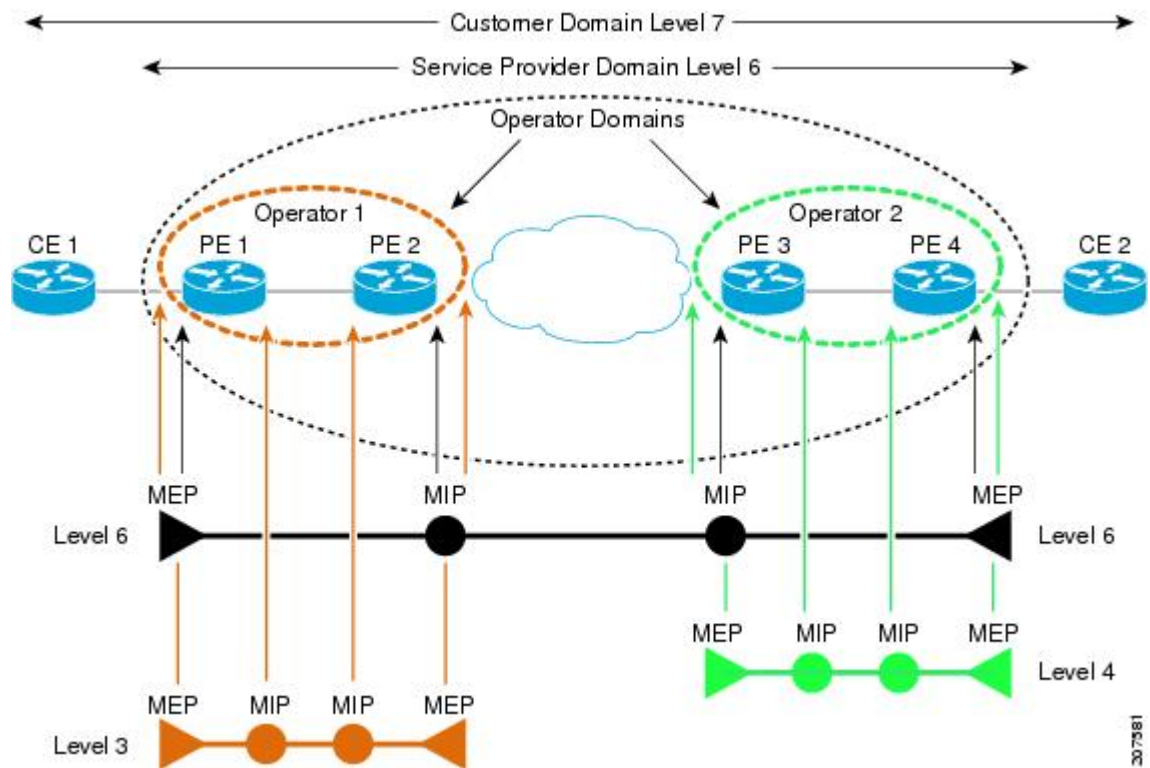 Customer Domain Level 7
Service Provider Domain Level 6
Operator Domains
Operator 1
Operator 2
CE 1
PE 1
PE 2
PE 3
PE 4
CE 2
MEP
MIP
MIP
MEP
Level 6
Level 6
MEP
MIP
MIP
MEP
Level 4
MEP
MIP
MIP
MEP
Level 3
207581